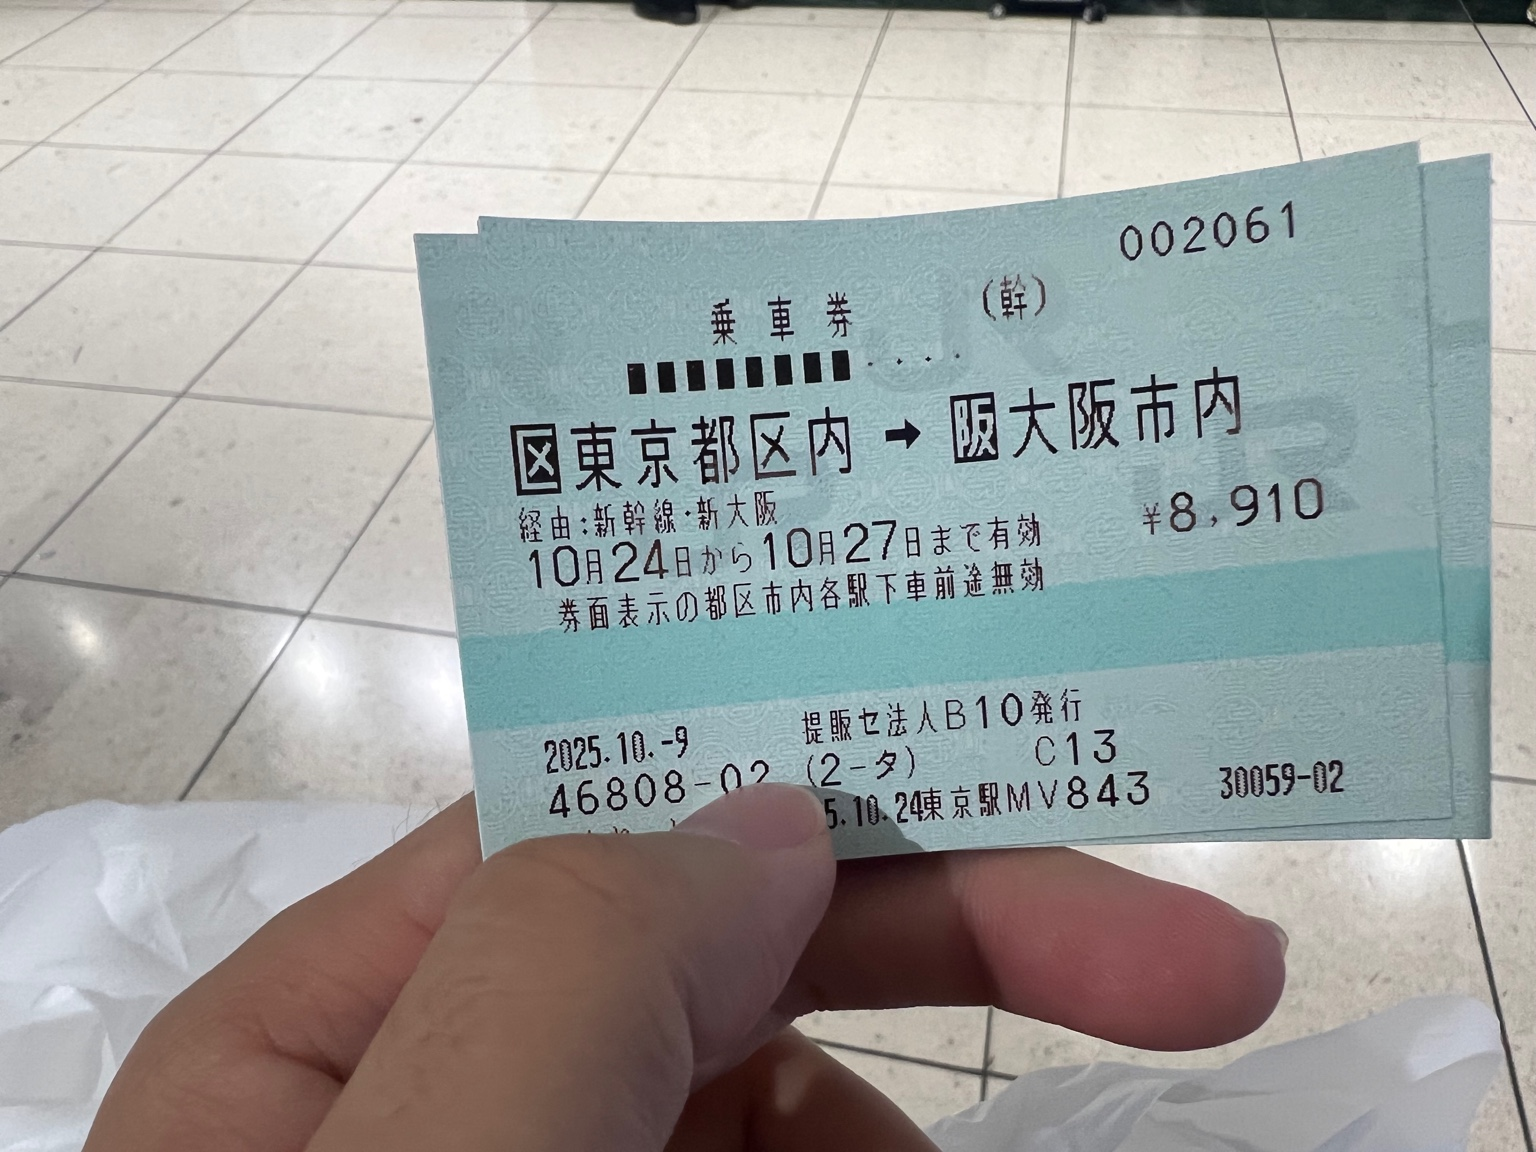 002061
乗車券 (幹)
区東京都区内 → 阪大阪市内
経由:新幹線・新大阪
¥8,910
10月24日から10月27日まで有効
券面表示の都区市内各駅下車前途無効
2025.10.-9 提販セ法人B10発行
46808-02 (2-タ) C13
5.10.24東京駅MV843 30059-02